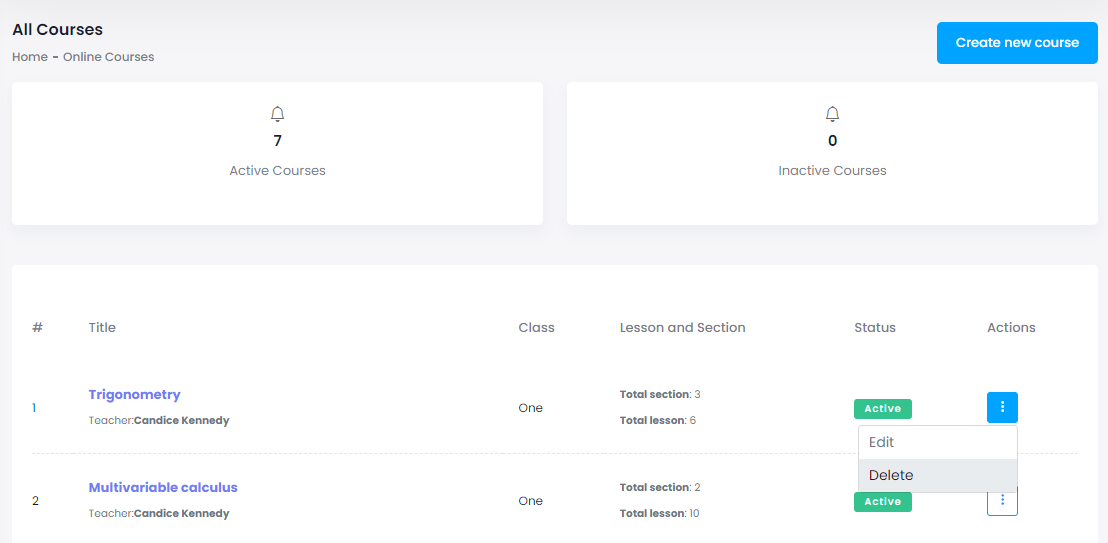 All Courses
Create new course
Home - Online Courses
7
Active Courses
0
Inactive Courses
# Title Class Lesson and Section Status Actions
Trigonometry
Total section: 3
1
One
Active
Teacher:Candice Kennedy
Total lesson: 6
Edit
Delete
Multivariable calculus
Total section: 2
2
One
Active
Teacher:Candice Kennedy
Total lesson: 10